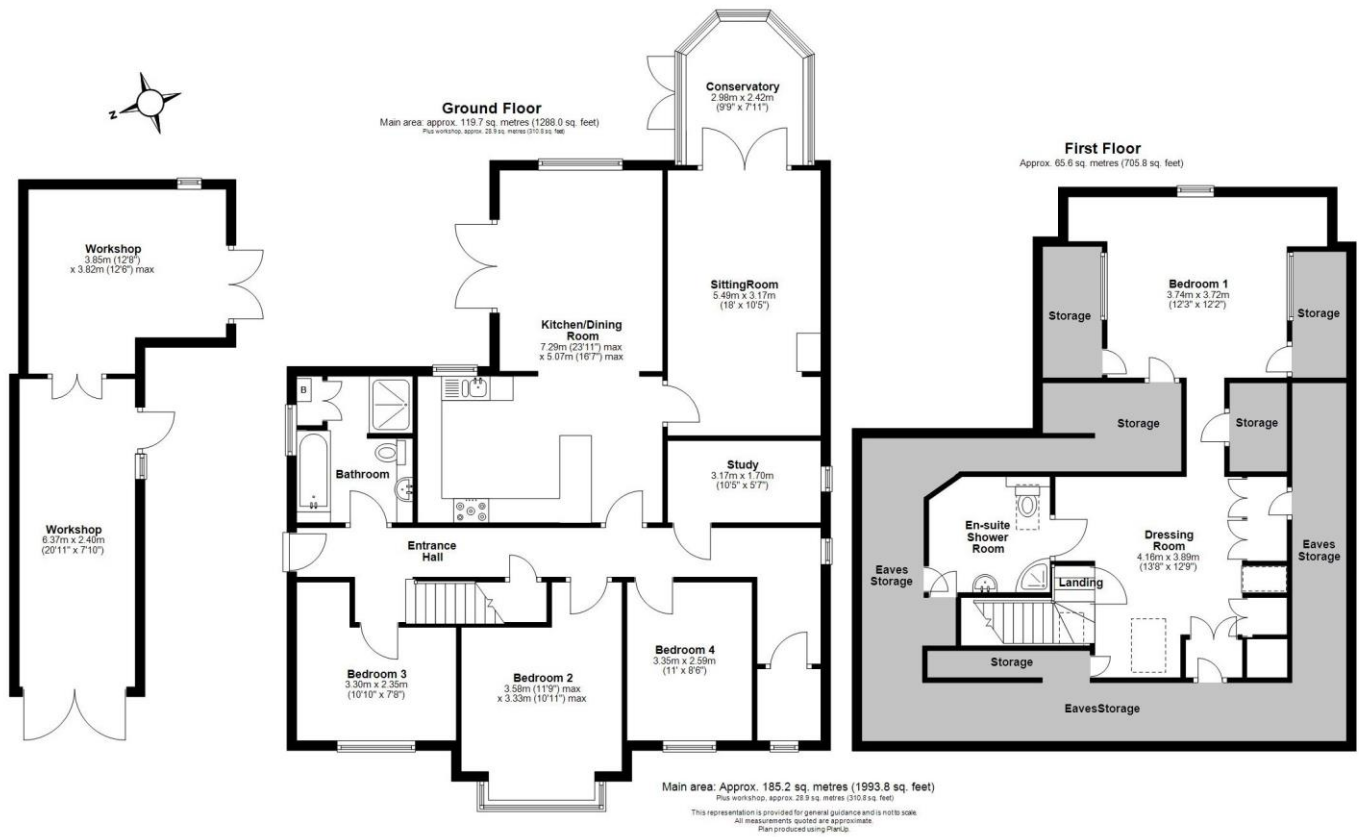 Z
Ground Floor
Main area: approx. 119.7 sq. metres (1288.0 sq. feet)
Plus workshop, approx. 28.9 sq. metres (310.8 sq. feet)
Workshop
3.85m (12'8")
x 3.82m (12'6") max
Workshop
6.37m x 2.40m
(20'11" x 7'10")
Conservatory
2.98m x 2.42m
(9'9" x 7'11")
SittingRoom
5.49m x 3.17m
(18' x 10'5")
Kitchen/Dining
Room
7.29m (23'11") max
x 5.07m (16'7") max
B
Bathroom
Study
3.17m x 1.70m
(10'5" x 5'7")
Entrance
Hall
Bedroom 3
3.30m x 2.35m
(10'10" x 7'8")
Bedroom 2
3.58m (11'9") max
x 3.33m (10'11") max
Bedroom 4
3.35m x 2.59m
(11' x 8'6")
First Floor
Approx. 65.6 sq. metres (705.8 sq. feet)
Bedroom 1
3.74m x 3.72m
(12'3" x 12'2")
Storage
Storage
Storage
Storage
En-suite
Shower
Room
Dressing
Room
4.16m x 3.89m
(13'8" x 12'9")
Landing
Eaves
Storage
Eaves
Storage
Storage
EavesStorage
Main area: Approx. 185.2 sq. metres (1993.8 sq. feet)
Plus workshop, approx. 28.9 sq. metres (310.8 sq. feet)
This representation is provided for general guidance and is not to scale.
All measurements quoted are approximate.
Plan produced using PlanUp.